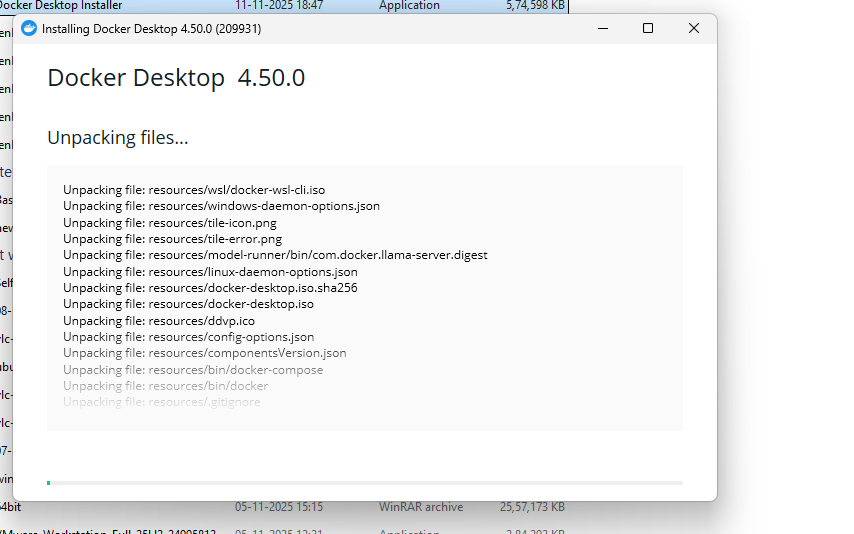 Docker Desktop Installer 11-11-2025 18:47 Application 5,74,598 KB
Installing Docker Desktop 4.50.0 (209931)
Docker Desktop 4.50.0
Unpacking files...
Unpacking file: resources/wsl/docker-wsl-cli.iso
Unpacking file: resources/windows-daemon-options.json
Unpacking file: resources/tile-icon.png
Unpacking file: resources/tile-error.png
Unpacking file: resources/model-runner/bin/com.docker.llama-server.digest
Unpacking file: resources/linux-daemon-options.json
Unpacking file: resources/docker-desktop.iso.sha256
Unpacking file: resources/docker-desktop.iso
Unpacking file: resources/ddvp.ico
Unpacking file: resources/config-options.json
Unpacking file: resources/componentsVersion.json
Unpacking file: resources/bin/docker-compose
Unpacking file: resources/bin/docker
Unpacking file: resources/.gitignore
64bit 05-11-2025 15:15 WinRAR archive 25,57,173 KB
05-11-2025 Application